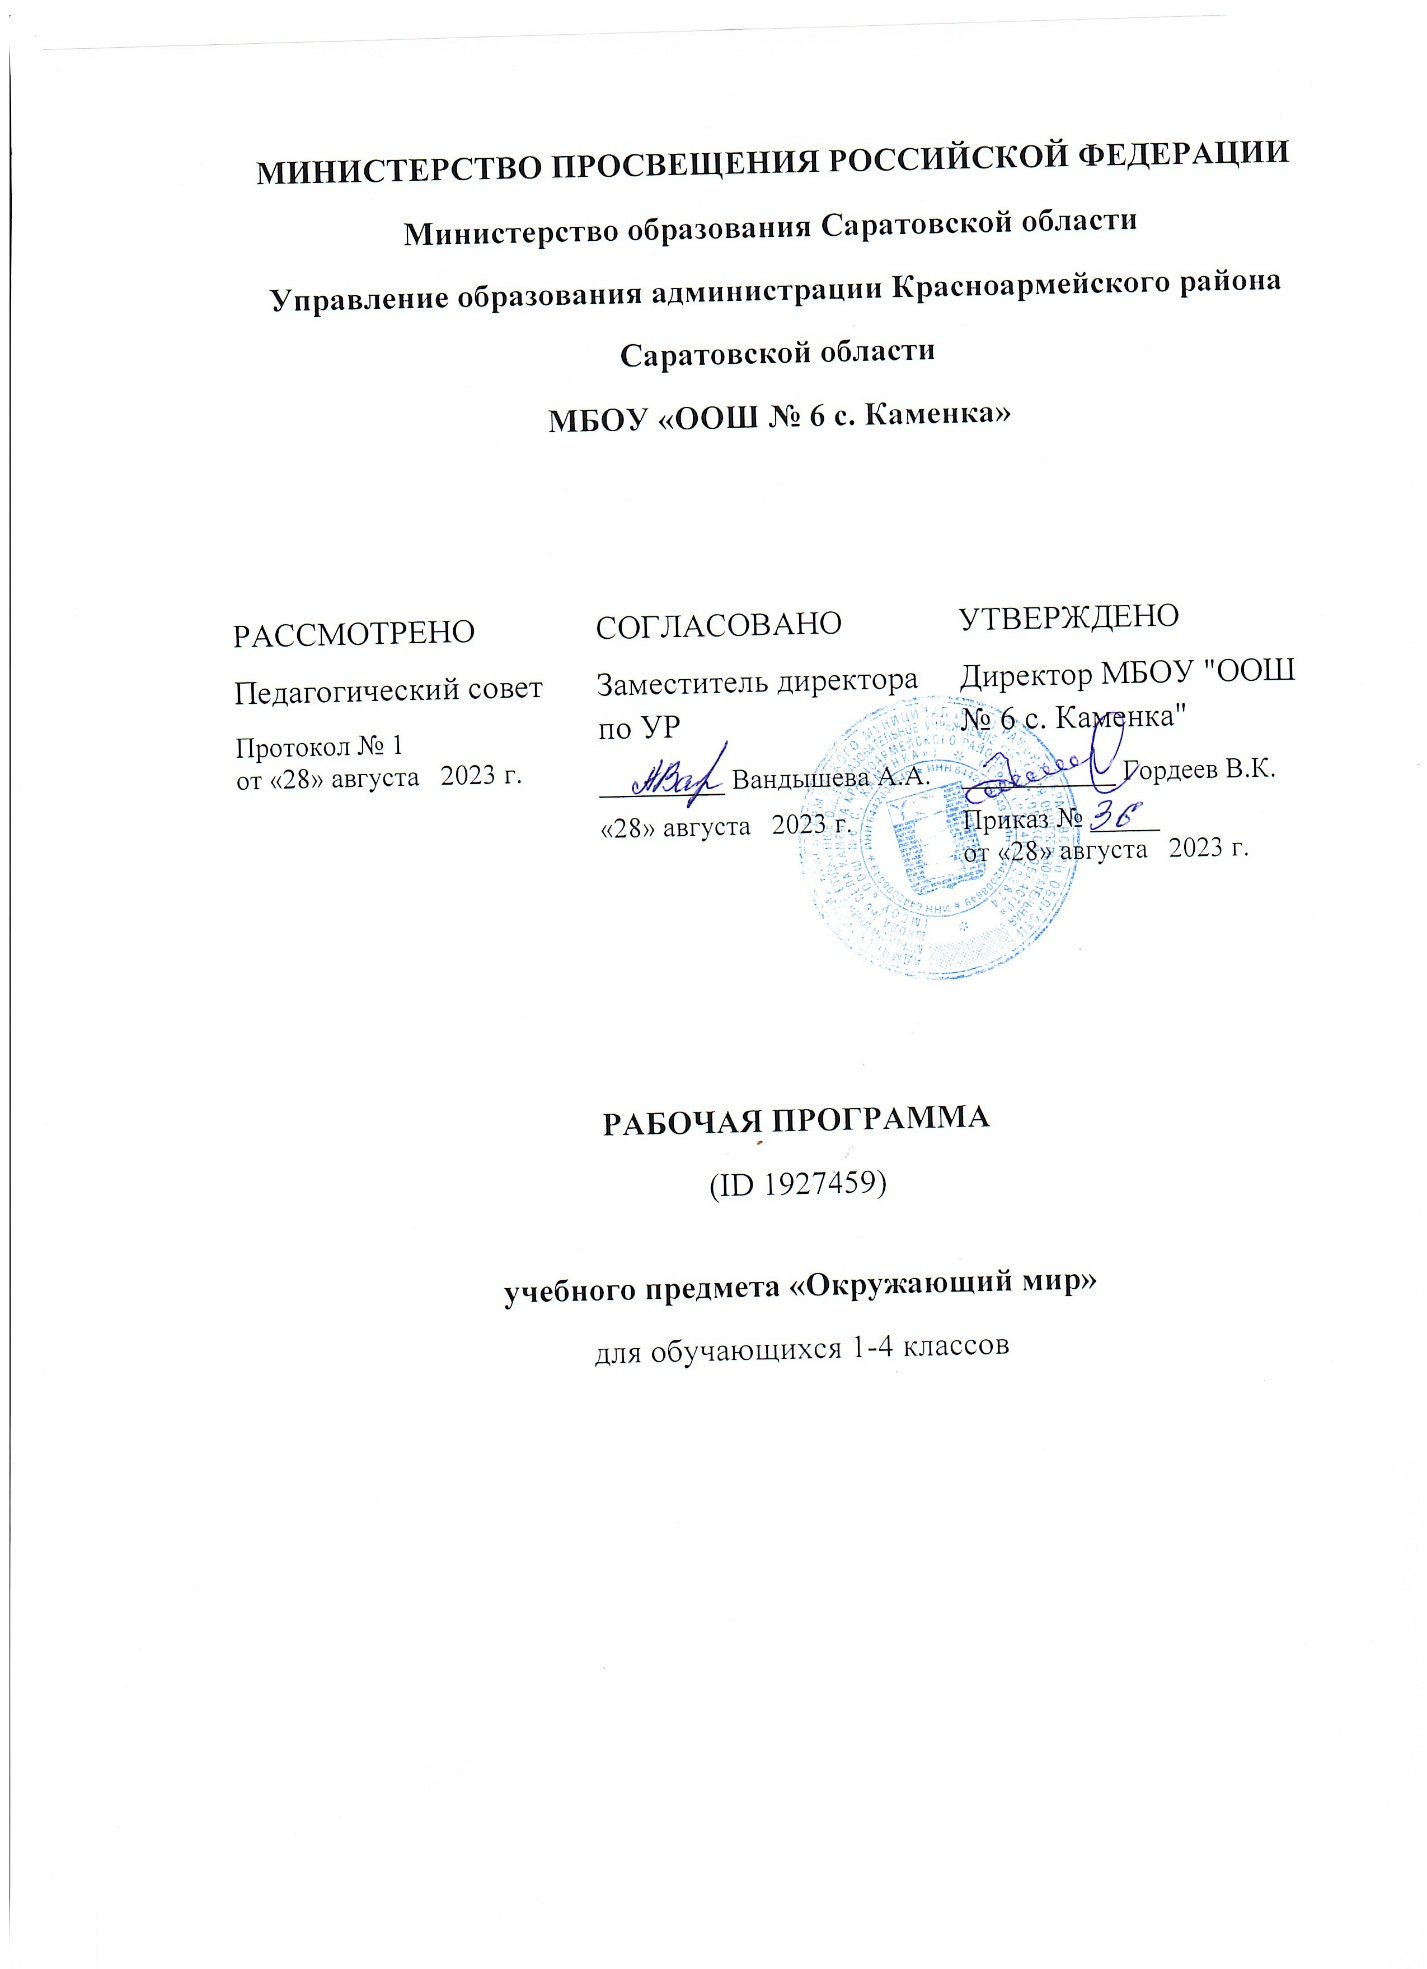 МИНИСТЕРСТВО ПРОСВЕЩЕНИЯ РОССИЙСКОЙ ФЕДЕРАЦИИ
Министерство образования Саратовской области
Управление образования администрации Красноармейского района
Саратовской области
МБОУ «ООШ № 6 с. Каменка»
РАССМОТРЕНО
Педагогический совет
Протокол № 1
от «28» августа 2023 г.
СОГЛАСОВАНО
Заместитель директора
по УР
Вандышева А.А.
«28» августа 2023 г.
УТВЕРЖДЕНО
Директор МБОУ "ООШ
№ 6 с. Каменка"
Гордеев В.К.
Приказ № 36
от «28» августа 2023 г.
РАБОЧАЯ ПРОГРАММА
(ID 1927459)
учебного предмета «Окружающий мир»
для обучающихся 1-4 классов